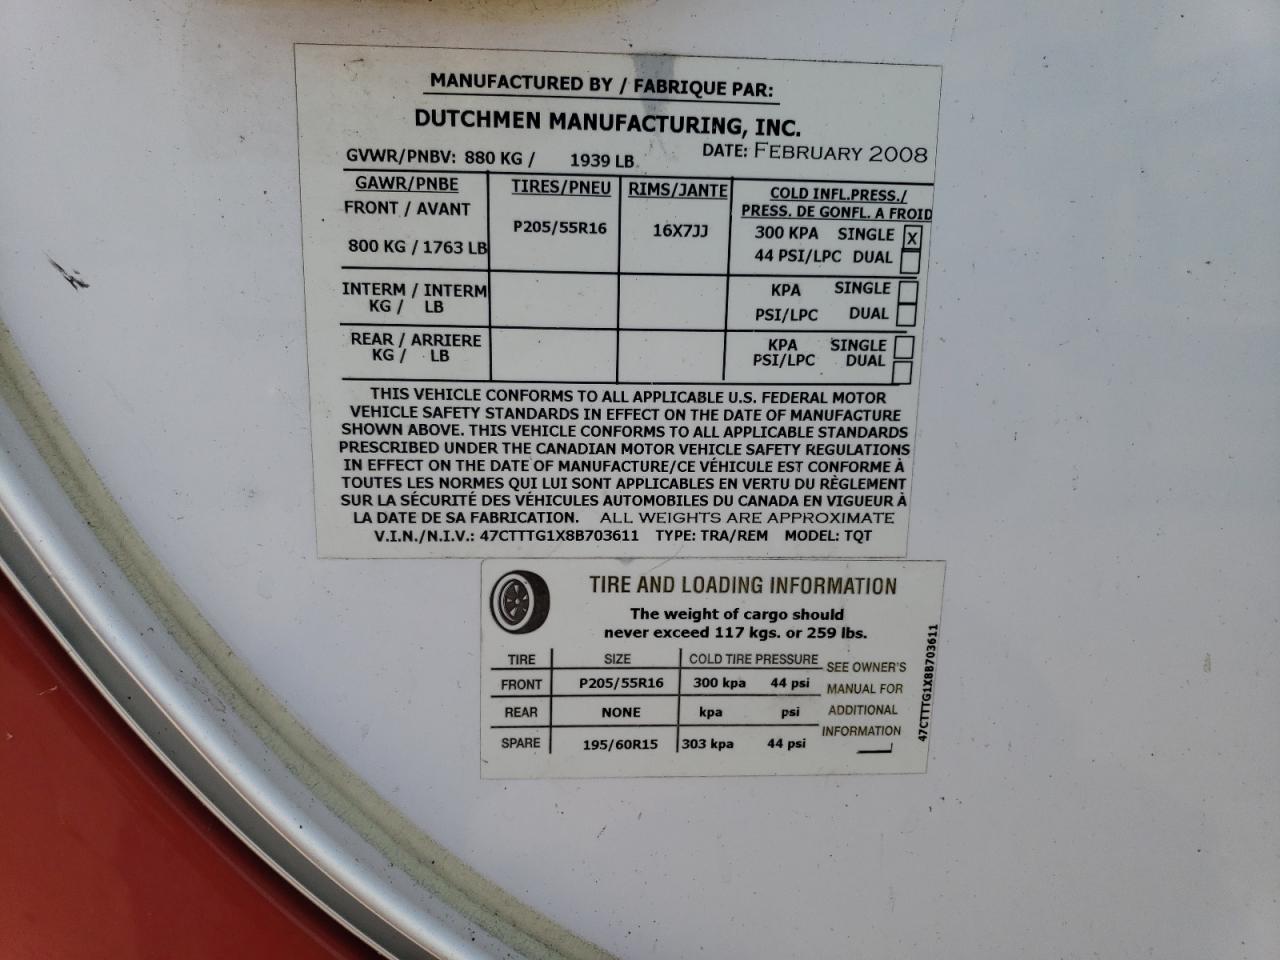 MANUFACTURED BY / FABRIQUE PAR:
DUTCHMEN MANUFACTURING, INC.
GVWR/PNBV: 880 KG / 1939 LB. DATE: FEBRUARY 2008
GAWR/PNBE TIRES/PNEU RIMS/JANTE COLD INFL.PRESS./
PRESS. DE GONFL. A FROID
FRONT / AVANT
800 KG / 1763 LB P205/55R16 16X7JJ 300 KPA SINGLE X
44 PSI/LPC DUAL
INTERM / INTERM KPA SINGLE
KG / LB PSI/LPC DUAL
REAR / ARRIERE KPA SINGLE
KG / LB PSI/LPC DUAL
THIS VEHICLE CONFORMS TO ALL APPLICABLE U.S. FEDERAL MOTOR
VEHICLE SAFETY STANDARDS IN EFFECT ON THE DATE OF MANUFACTURE
SHOWN ABOVE. THIS VEHICLE CONFORMS TO ALL APPLICABLE STANDARDS
PRESCRIBED UNDER THE CANADIAN MOTOR VEHICLE SAFETY REGULATIONS
IN EFFECT ON THE DATE OF MANUFACTURE/CE VÉHICULE EST CONFORME À
TOUTES LES NORMES QUI LUI SONT APPLICABLES EN VERTU DU RÈGLEMENT
SUR LA SÉCURITÉ DES VÉHICULES AUTOMOBILES DU CANADA EN VIGUEUR À
LA DATE DE SA FABRICATION. ALL WEIGHTS ARE APPROXIMATE
V.I.N./N.I.V.: 47CTTTG1X8B703611 TYPE: TRA/REM MODEL: TQT
TIRE AND LOADING INFORMATION
The weight of cargo should
never exceed 117 kgs. or 259 lbs.
TIRE SIZE COLD TIRE PRESSURE
FRONT P205/55R16 300 kpa 44 psi
REAR NONE kpa psi
SPARE 195/60R15 303 kpa 44 psi
SEE OWNER'S
MANUAL FOR
ADDITIONAL
INFORMATION
47CTTTG1X8B703611